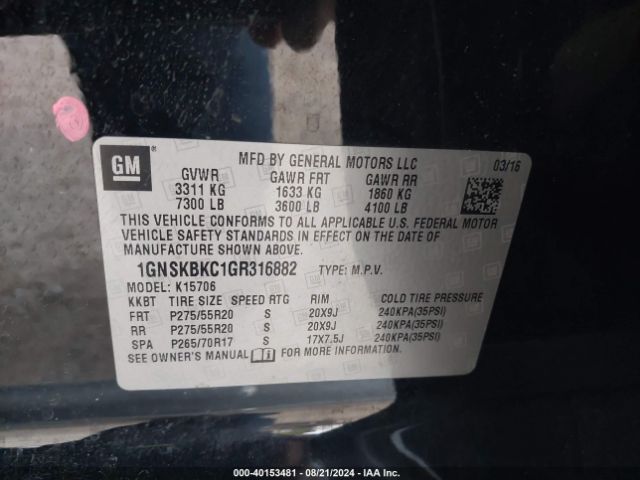 GM
MFD BY GENERAL MOTORS LLC 03/16
GVWR GAWR FRT GAWR RR
3311 KG 1633 KG 1860 KG
7300 LB 3600 LB 4100 LB
THIS VEHICLE CONFORMS TO ALL APPLICABLE U.S. FEDERAL MOTOR
VEHICLE SAFETY STANDARDS IN EFFECT ON THE DATE OF
MANUFACTURE SHOWN ABOVE.
1GNSKBKC1GR316882 TYPE: M.P.V.
MODEL: K15706
KKBT TIRE SIZE SPEED RTG RIM COLD TIRE PRESSURE
FRT P275/55R20 S 20X9J 240KPA(35PSI)
RR P275/55R20 S 20X9J 240KPA(35PSI)
SPA P265/70R17 S 17X7.5J 240KPA(35PSI)
SEE OWNER'S MANUAL FOR MORE INFORMATION.
000-40153481 - 08/21/2024 - IAA Inc.